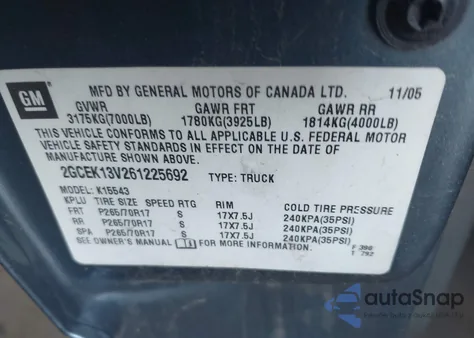 GM
MFD BY GENERAL MOTORS OF CANADA LTD. 11/05
GVWR GAWR FRT GAWR RR
3175KG(7000LB) 1780KG(3925LB) 1814KG(4000LB)
THIS VEHICLE CONFORMS TO ALL APPLICABLE U.S. FEDERAL MOTOR
VEHICLE SAFETY STANDARDS IN EFFECT ON THE DATE OF
MANUFACTURE SHOWN ABOVE.
2GCEK13V261225692 TYPE: TRUCK
MODEL: K15543
KPLU TIRE SIZE SPEED RTG RIM COLD TIRE PRESSURE
FRT P265/70R17 S 17X7.5J 240KPA(35PSI)
RR P265/70R17 S 17X7.5J 240KPA(35PSI)
SPA P265/70R17 S 17X7.5J 240KPA(35PSI)
SEE OWNER'S MANUAL FOR MORE INFORMATION.
autoSnap
Trusted Auto Auction